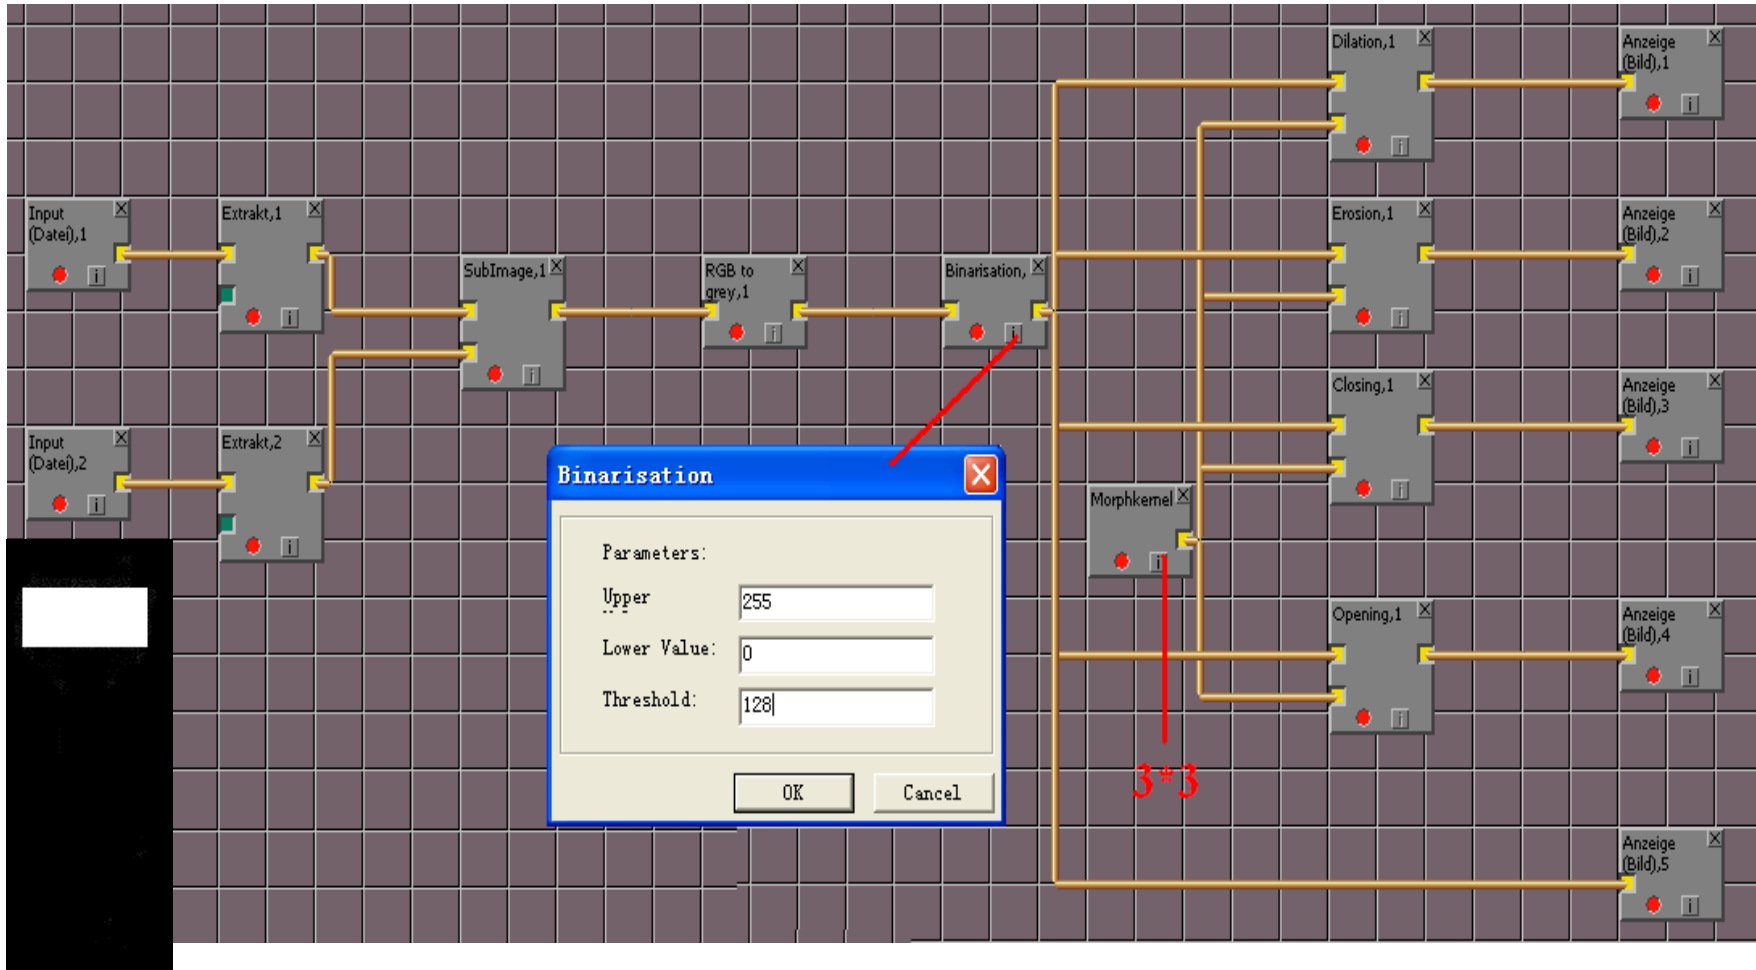 Dilation,1
Anzeige
(Bild),1
Input
(Datei),1
Extrakt,1
SubImage,1
RGB to
grey,1
Binarisation,
Erosion,1
Anzeige
(Bild),2
Input
(Datei),2
Extrakt,2
Closing,1
Anzeige
(Bild),3
Binarisation
Parameters:
Upper
255
Lower Value:
0
Threshold:
128
OK
Cancel
Morphkernel
3*3
Opening,1
Anzeige
(Bild),4
Anzeige
(Bild),5